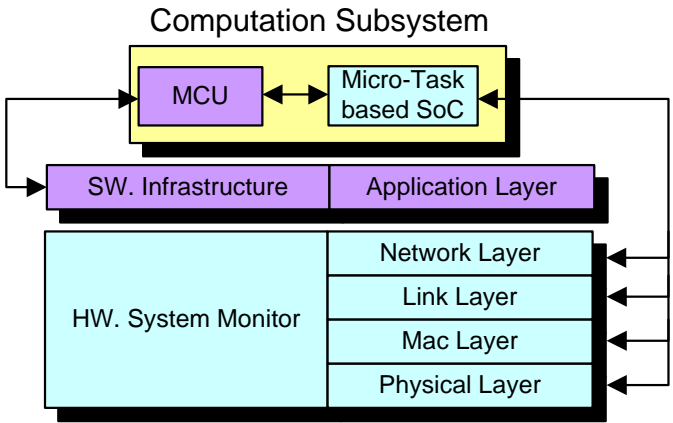 Computation Subsystem
MCU
Micro-Task
based SoC
SW. Infrastructure
Application Layer
HW. System Monitor
Network Layer
Link Layer
Mac Layer
Physical Layer